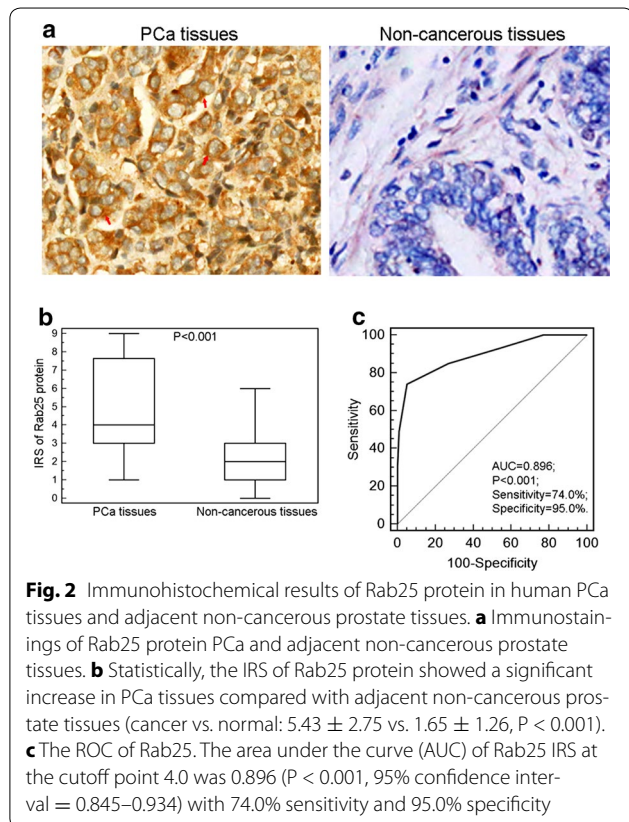 a
PCa tissues
Non-cancerous tissues
b
P<0.001
IRS of Rab25 protein
9
8
7
6
5
4
3
2
1
0
PCa tissues
Non-cancerous tissues
c
Sensitivity
100
80
60
40
20
0
AUC=0.896;
P<0.001;
Sensitivity=74.0%;
Specificity=95.0%.
0 20 40 60 80 100
100-Specificity
Fig. 2 Immunohistochemical results of Rab25 protein in human PCa
tissues and adjacent non-cancerous prostate tissues. a Immunostain-
ings of Rab25 protein PCa and adjacent non-cancerous prostate
tissues. b Statistically, the IRS of Rab25 protein showed a significant
increase in PCa tissues compared with adjacent non-cancerous pros-
tate tissues (cancer vs. normal: 5.43 ± 2.75 vs. 1.65 ± 1.26, P < 0.001).
c The ROC of Rab25. The area under the curve (AUC) of Rab25 IRS at
the cutoff point 4.0 was 0.896 (P < 0.001, 95% confidence inter-
val = 0.845–0.934) with 74.0% sensitivity and 95.0% specificity